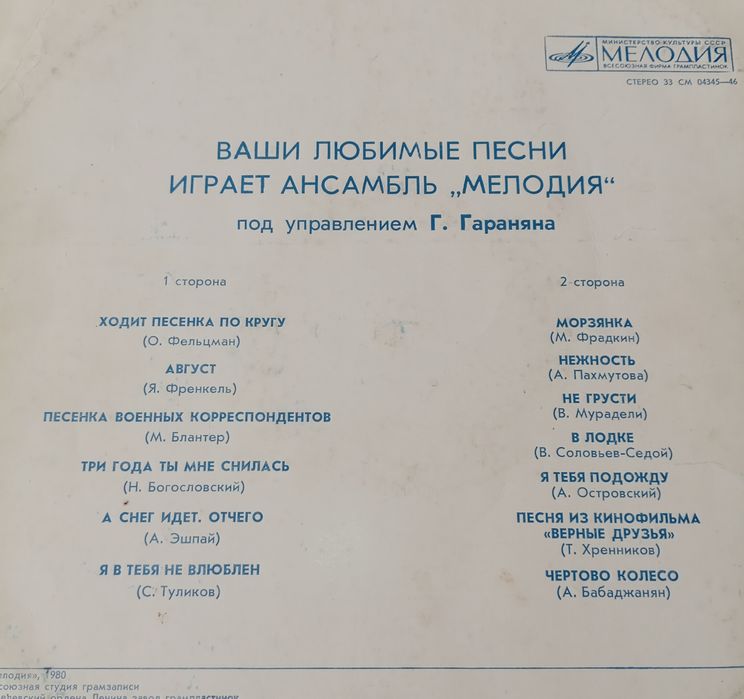 МИНИСТЕРСТВО КУЛЬТУРЫ СССР
МЕЛОДИЯ
ВСЕСОЮЗНАЯ ФИРМА ГРАМПЛАСТИНОК
СТЕРЕО 33 СМ 04345—46
ВАШИ ЛЮБИМЫЕ ПЕСНИ
ИГРАЕТ АНСАМБЛЬ „МЕЛОДИЯ“
под управлением Г. Гараняна
1 сторона
ХОДИТ ПЕСЕНКА ПО КРУГУ
(О. Фельцман)
АВГУСТ
(Я. Френкель)
ПЕСЕНКА ВОЕННЫХ КОРРЕСПОНДЕНТОВ
(М. Блантер)
ТРИ ГОДА ТЫ МНЕ СНИЛАСЬ
(Н. Богословский)
А СНЕГ ИДЕТ. ОТЧЕГО
(А. Эшпай)
Я В ТЕБЯ НЕ ВЛЮБЛЕН
(С. Туликов)
2 сторона
МОРЗЯНКА
(М. Фрадкин)
НЕЖНОСТЬ
(А. Пахмутова)
НЕ ГРУСТИ
(В. Мурадели)
В ЛОДКЕ
(В. Соловьев-Седой)
Я ТЕБЯ ПОДОЖДУ
(А. Островский)
ПЕСНЯ ИЗ КИНОФИЛЬМА
«ВЕРНЫЕ ДРУЗЬЯ»
(Т. Хренников)
ЧЕРТОВО КОЛЕСО
(А. Бабаджанян)
елодия», 1980
союзная студия грамзаписи
ордена Ленина завод грампластинок